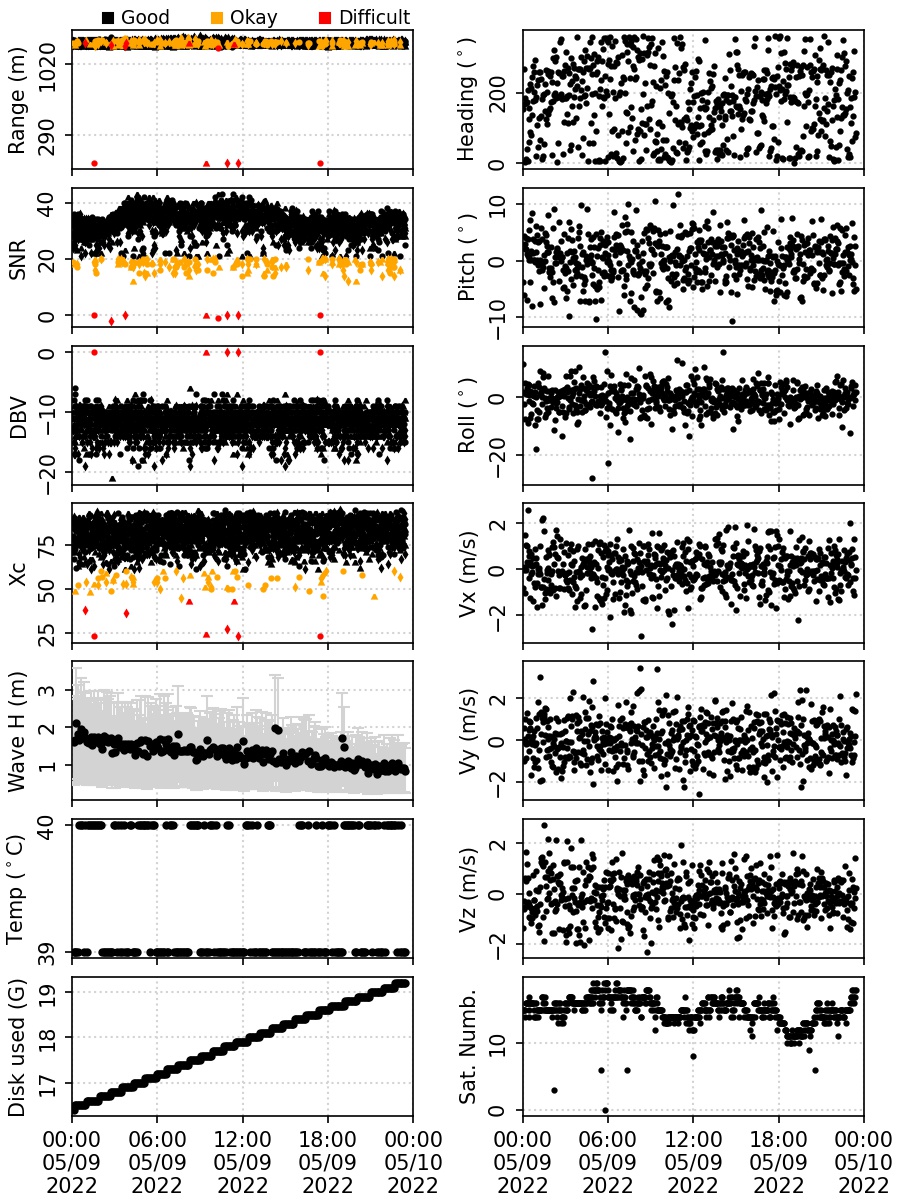 Good Okay Difficult
Range (m)
1020
290
Heading (°)
200
0
SNR
40
20
0
Pitch (°)
10
0
−10
DBV
0
−10
−20
Roll (°)
0
−20
Xc
75
50
25
Vx (m/s)
2
0
−2
Wave H (m)
3
2
1
Vy (m/s)
2
0
−2
Temp (°C)
40
39
Vz (m/s)
2
0
−2
Disk used (G)
19
18
17
Sat. Numb.
10
0
00:00 06:00 12:00 18:00 00:00
05/09 05/09 05/09 05/09 05/10
2022 2022 2022 2022 2022
00:00 06:00 12:00 18:00 00:00
05/09 05/09 05/09 05/09 05/10
2022 2022 2022 2022 2022